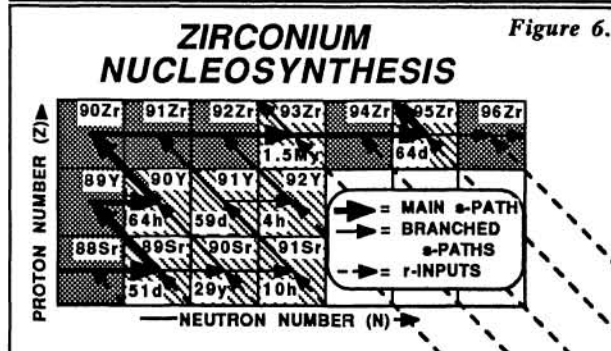 Figure 6.
ZIRCONIUM
NUCLEOSYNTHESIS
PROTON NUMBER (Z)
90Zr 91Zr 92Zr 93Zr 94Zr 95Zr 96Zr
1.5My 64d
89Y 90Y 91Y 92Y
64h 59d 4h
88Sr 89Sr 90Sr 91Sr
51d 29y 10h
= MAIN s-PATH
= BRANCHED
s-PATHS
= r-INPUTS
NEUTRON NUMBER (N)